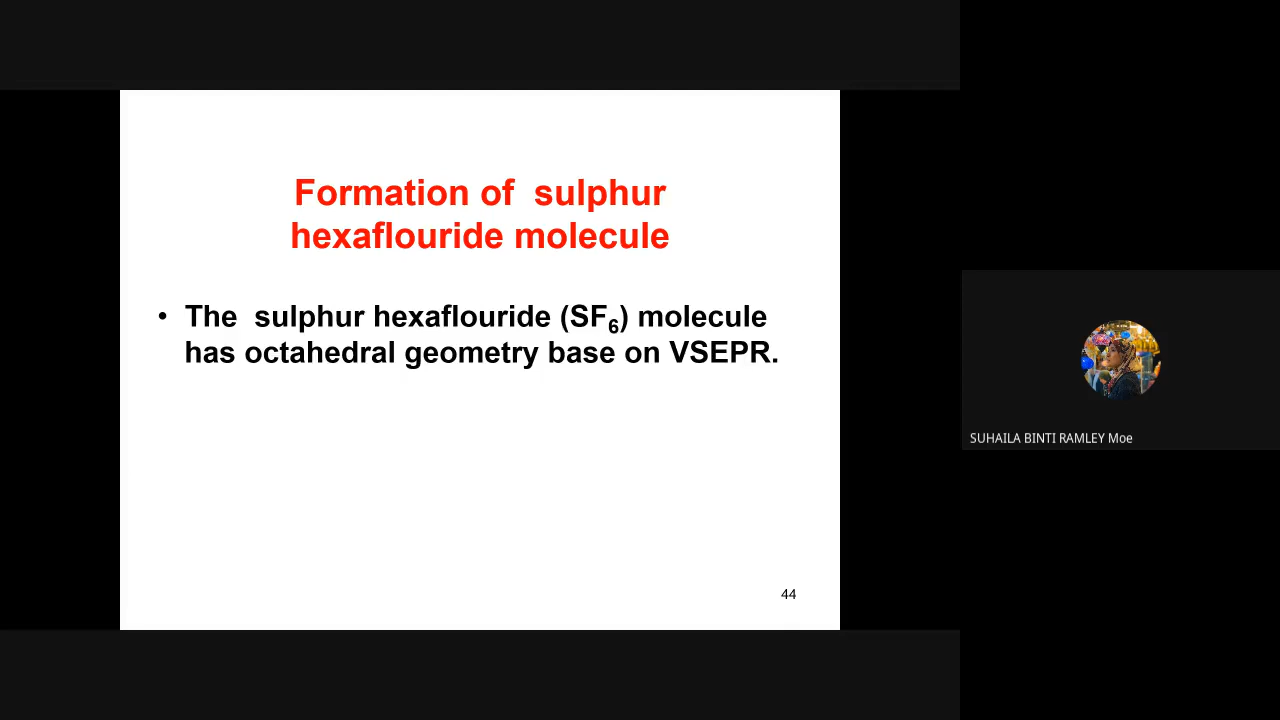 Formation of sulphur
hexaflouride molecule
• The sulphur hexaflouride (SF₆) molecule
has octahedral geometry base on VSEPR.
44
SUHAILA BINTI RAMLEY Moe